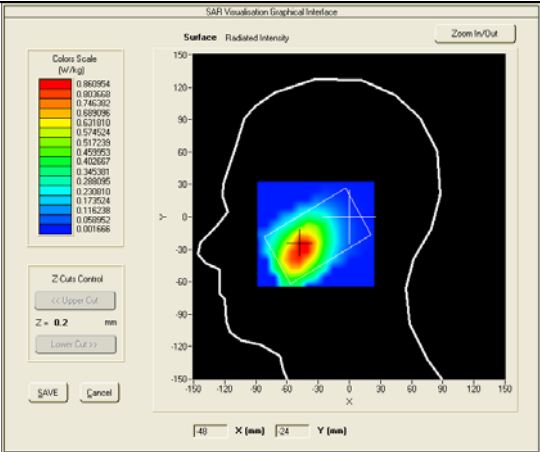 SAR Visualisation Graphical Interface
Surface Radiated Intensity
Zoom In/Out
Colors Scale
(W/kg)
0.860954
0.803668
0.746382
0.689096
0.631810
0.574524
0.517239
0.459953
0.402667
0.345381
0.288095
0.230810
0.173524
0.116238
0.058952
0.001666
Z-Cuts Control
<< Upper Cut
Z = 0.2 mm
Lower Cut >>
SAVE Cancel
150
120
90
60
30
0
-30
-60
-90
-120
-150
Y
-150 -120 -90 -60 -30 0 30 60 90 120 150
X
-48 X (mm) -24 Y (mm)